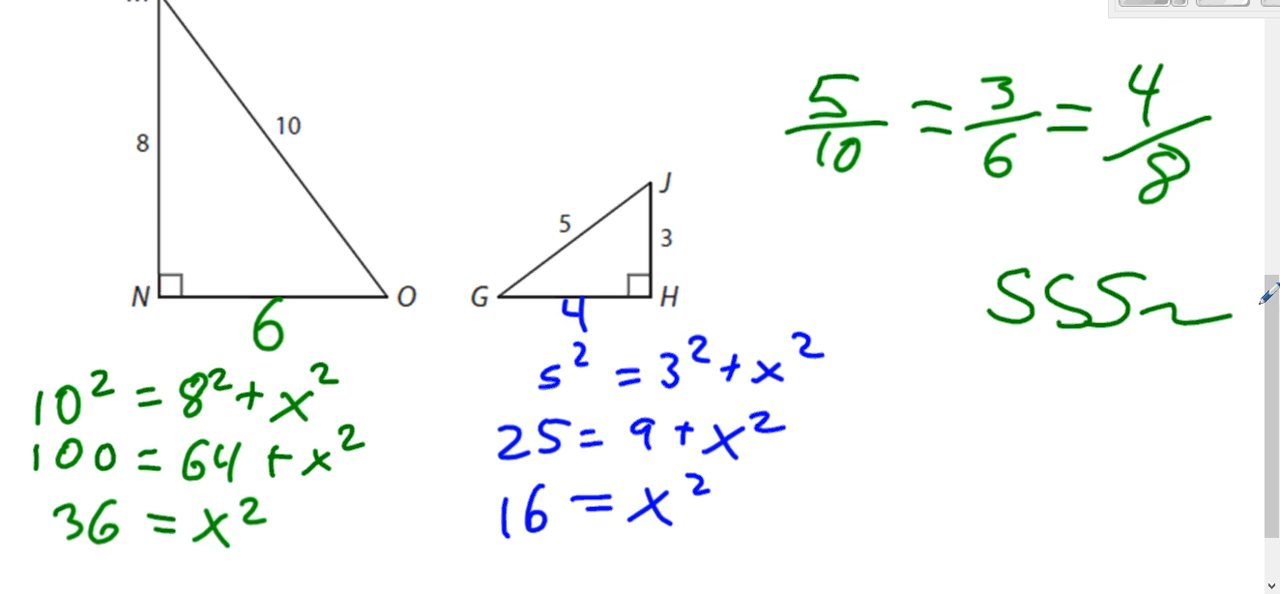 8
10
N
O
6
J
5
3
G
H
4
5/10 = 3/6 = 4/8
SSS~
10² = 8² + x²
100 = 64 + x²
36 = x²
5² = 3² + x²
25 = 9 + x²
16 = x²